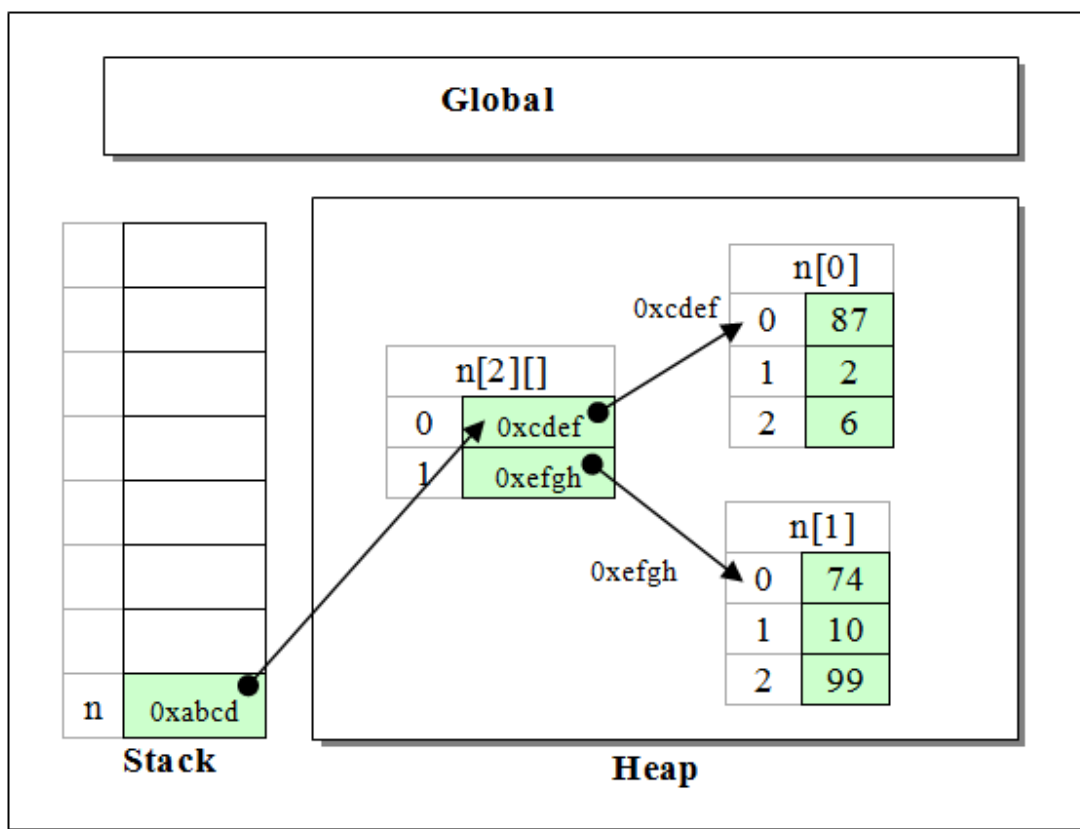 Global
n[0]
0xcdef
0 87
1 2
2 6
n[2][]
0 0xcdef
1 0xefgh
n[1]
0xefgh
0 74
1 10
2 99
n 0xabcd
Stack
Heap